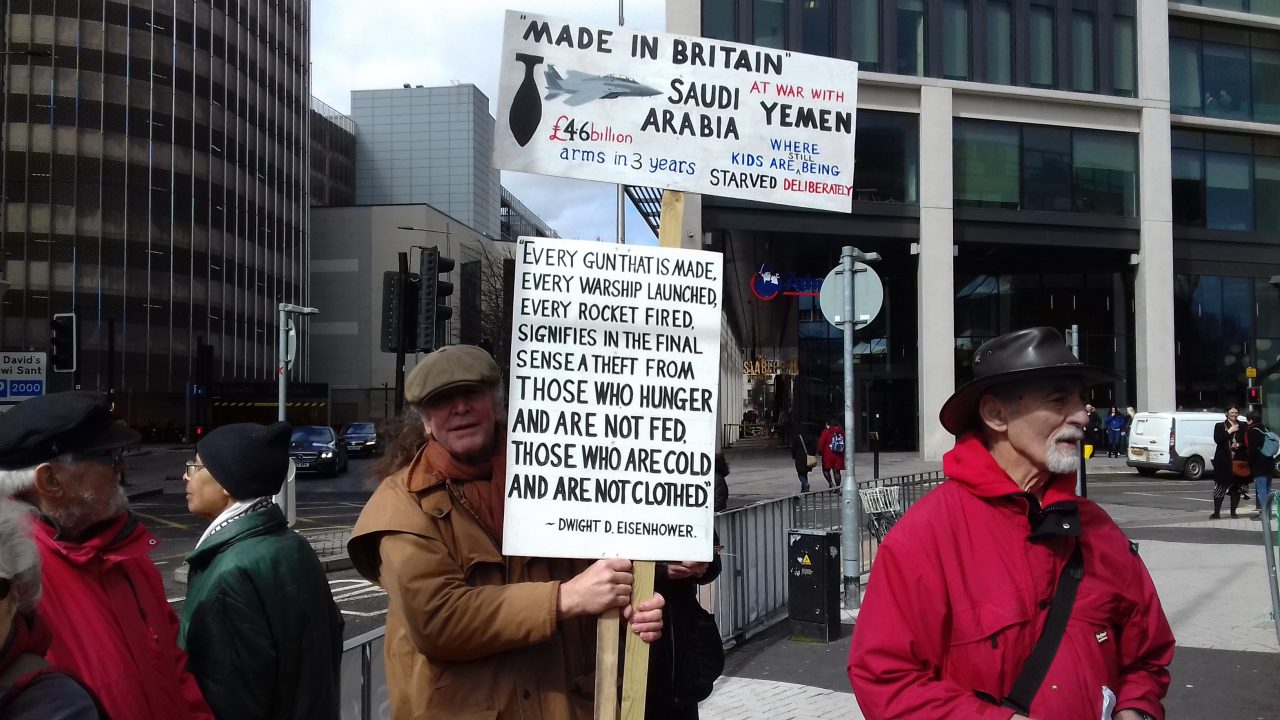 "MADE IN BRITAIN"
SAUDI
ARABIA
AT WAR WITH
YEMEN
£46billion
arms in 3 years
WHERE
STILL
KIDS ARE BEING
STARVED DELIBERATELY
"EVERY GUN THAT IS MADE,
EVERY WARSHIP LAUNCHED,
EVERY ROCKET FIRED,
SIGNIFIES IN THE FINAL
SENSE A THEFT FROM
THOSE WHO HUNGER
AND ARE NOT FED,
THOSE WHO ARE COLD
AND ARE NOT CLOTHED."
~ DWIGHT D. EISENHOWER.
David's
wi Sant
2000